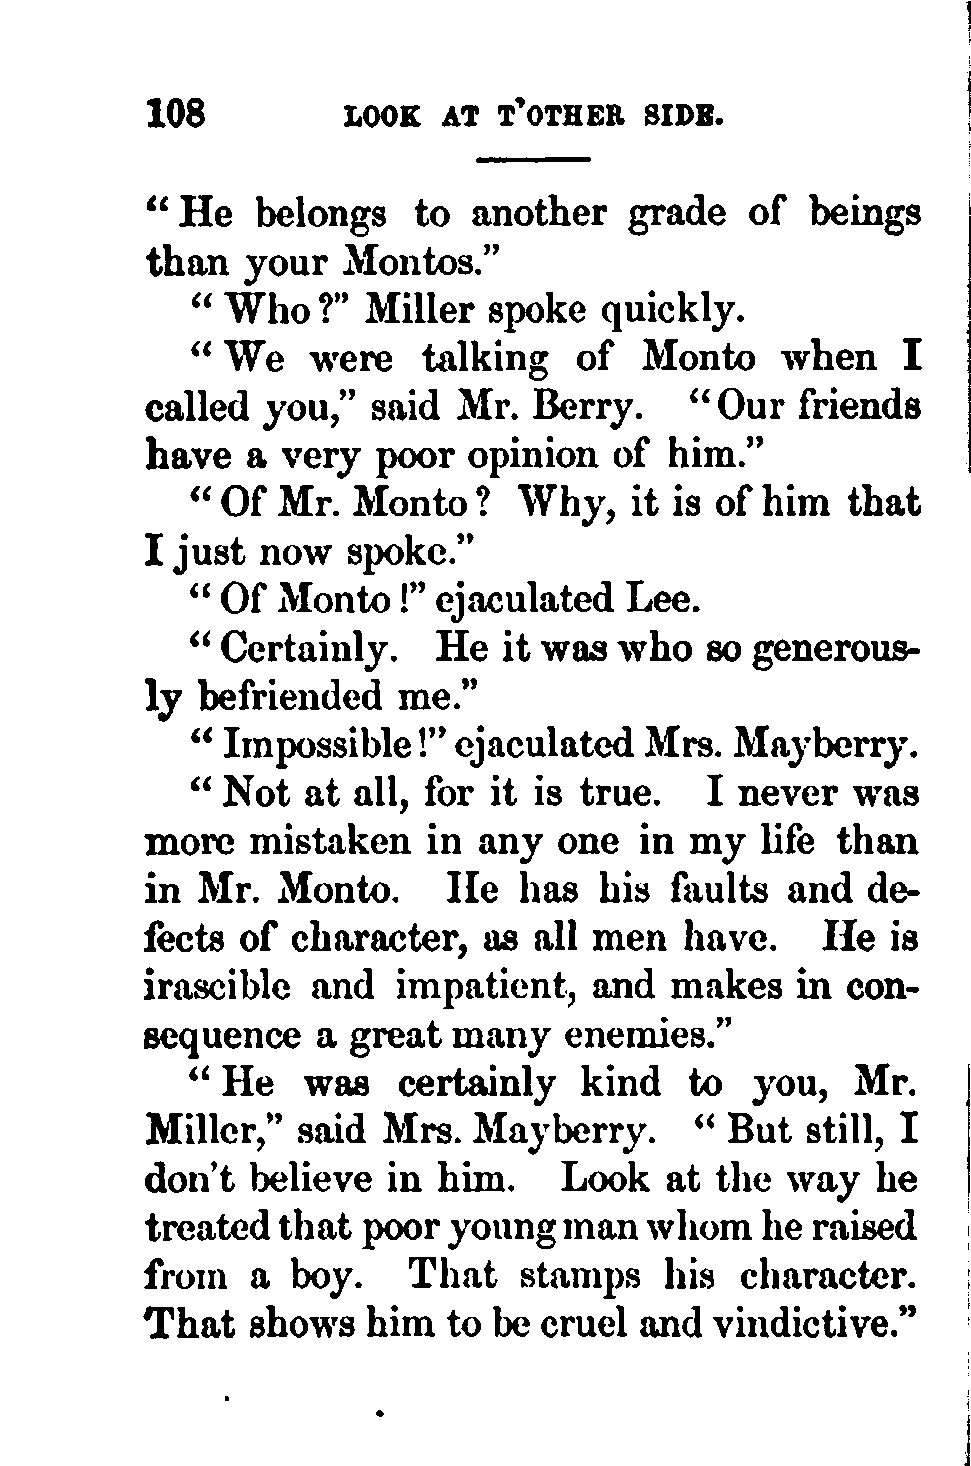 108 LOOK AT T'OTHER SIDE.
“He belongs to another grade of beings
than your Montos.”
“Who?” Miller spoke quickly.
“We were talking of Monto when I
called you,” said Mr. Berry. “Our friends
have a very poor opinion of him.”
“Of Mr. Monto? Why, it is of him that
I just now spoke.”
“Of Monto!” ejaculated Lee.
“Certainly. He it was who so generous-
ly befriended me.”
“Impossible!” ejaculated Mrs. Mayberry.
“Not at all, for it is true. I never was
more mistaken in any one in my life than
in Mr. Monto. He has his faults and de-
fects of character, as all men have. He is
irascible and impatient, and makes in con-
sequence a great many enemies.”
“He was certainly kind to you, Mr.
Miller,” said Mrs. Mayberry. “But still, I
don't believe in him. Look at the way he
treated that poor young man whom he raised
from a boy. That stamps his character.
That shows him to be cruel and vindictive.”